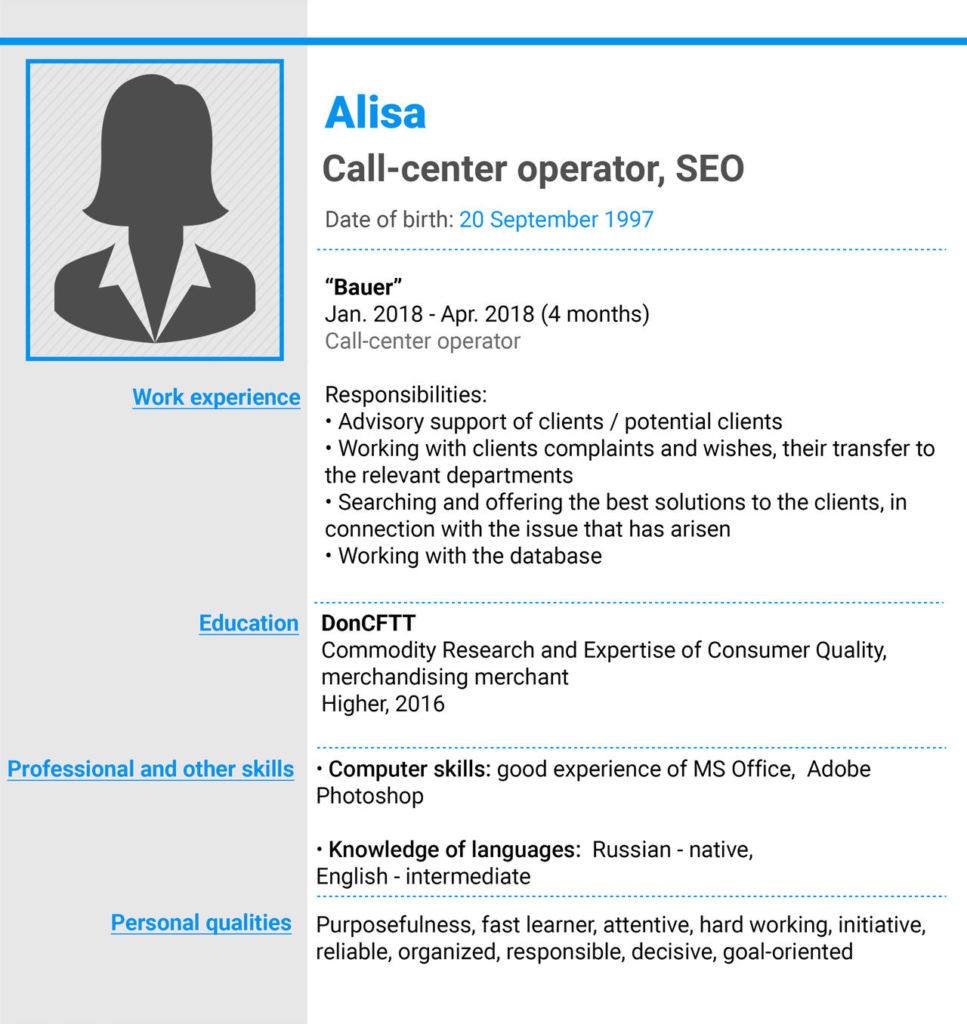 Alisa
Call-center operator, SEO
Date of birth: 20 September 1997
“Bauer”
Jan. 2018 - Apr. 2018 (4 months)
Call-center operator
Work experience
Responsibilities:
• Advisory support of clients / potential clients
• Working with clients complaints and wishes, their transfer to
the relevant departments
• Searching and offering the best solutions to the clients, in
connection with the issue that has arisen
• Working with the database
Education
DonCFTT
Commodity Research and Expertise of Consumer Quality,
merchandising merchant
Higher, 2016
Professional and other skills
• Computer skills: good experience of MS Office, Adobe
Photoshop
• Knowledge of languages: Russian - native,
English - intermediate
Personal qualities
Purposefulness, fast learner, attentive, hard working, initiative,
reliable, organized, responsible, decisive, goal-oriented